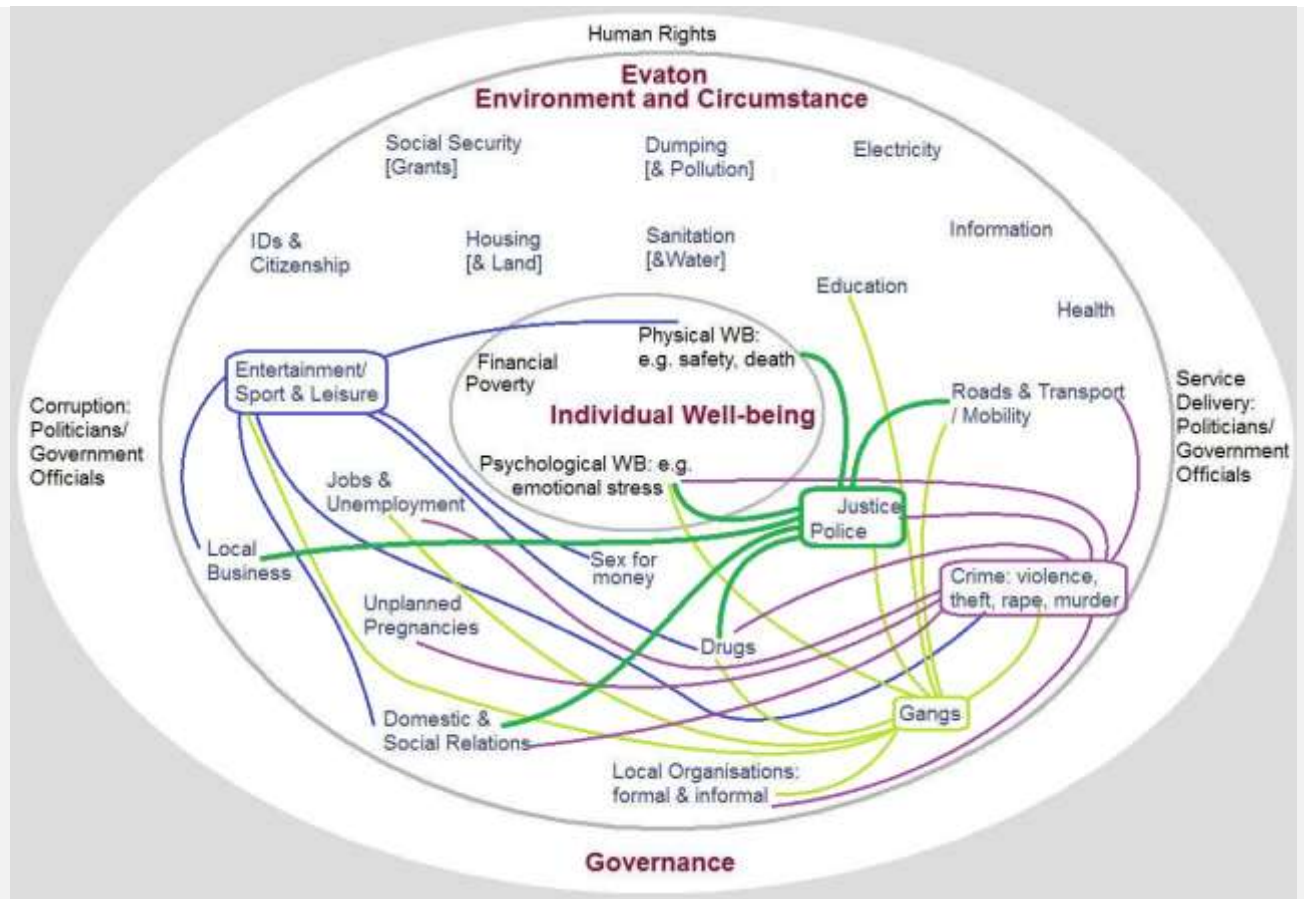 Human Rights
Evaton
Environment and Circumstance
Social Security
[Grants]
Dumping
[& Pollution]
Electricity
IDs &
Citizenship
Housing
[& Land]
Sanitation
[&Water]
Information
Education
Health
Entertainment/
Sport & Leisure
Financial
Poverty
Physical WB:
e.g. safety, death
Individual Well-being
Psychological WB: e.g.
emotional stress
Roads & Transport
/ Mobility
Corruption:
Politicians/
Government
Officials
Service
Delivery:
Politicians/
Government
Officials
Jobs &
Unemployment
Justice
Police
Local
Business
Sex for
money
Crime: violence,
theft, rape, murder
Unplanned
Pregnancies
Drugs
Domestic &
Social Relations
Gangs
Local Organisations:
formal & informal
Governance